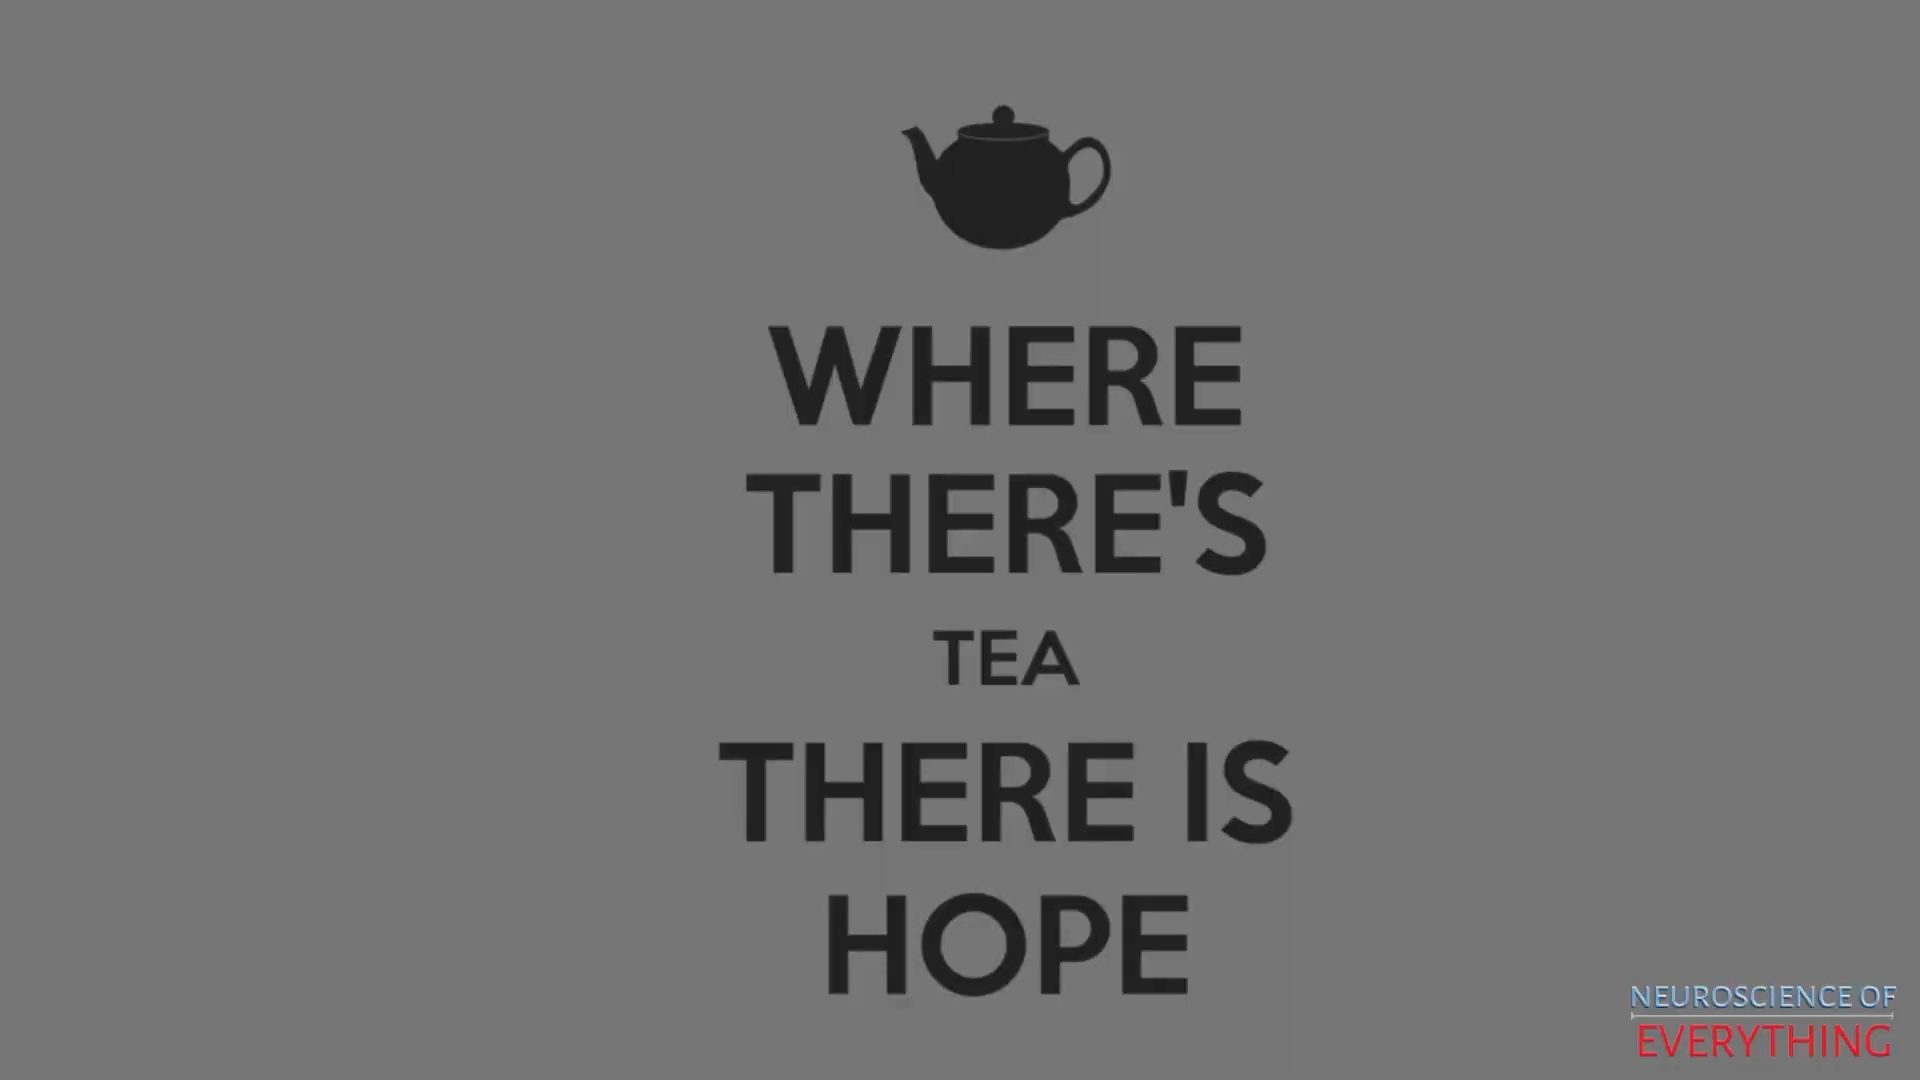 WHERE
THERE'S
TEA
THERE IS
HOPE
NEUROSCIENCE OF
EVERYTHING